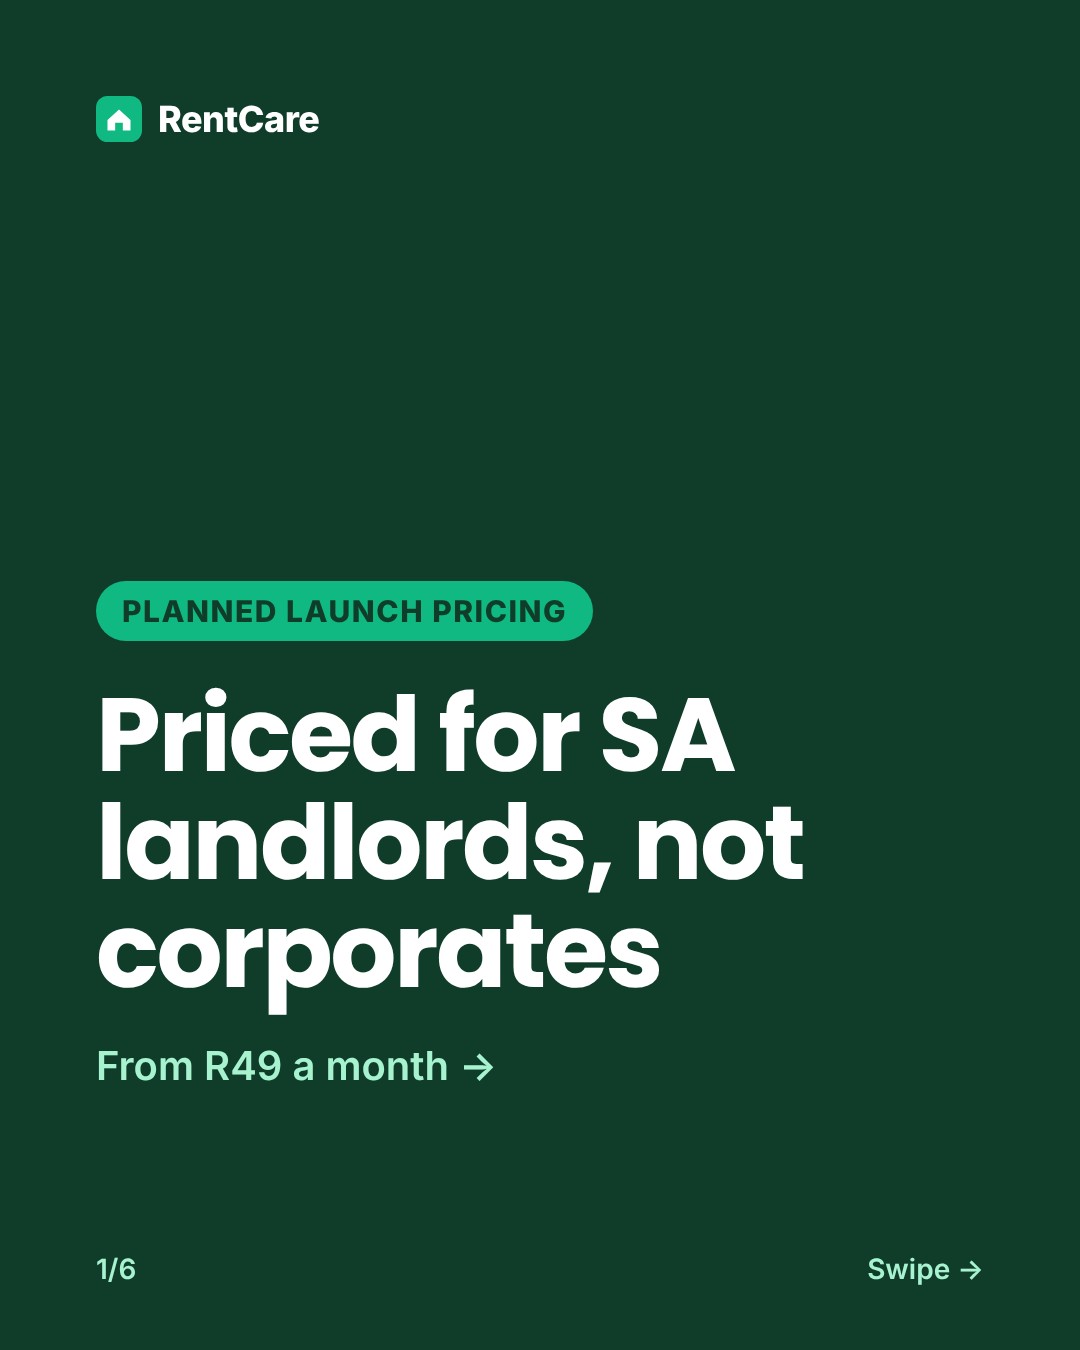 RentCare
PLANNED LAUNCH PRICING
Priced for SA
landlords, not
corporates
From R49 a month →
1/6
Swipe →